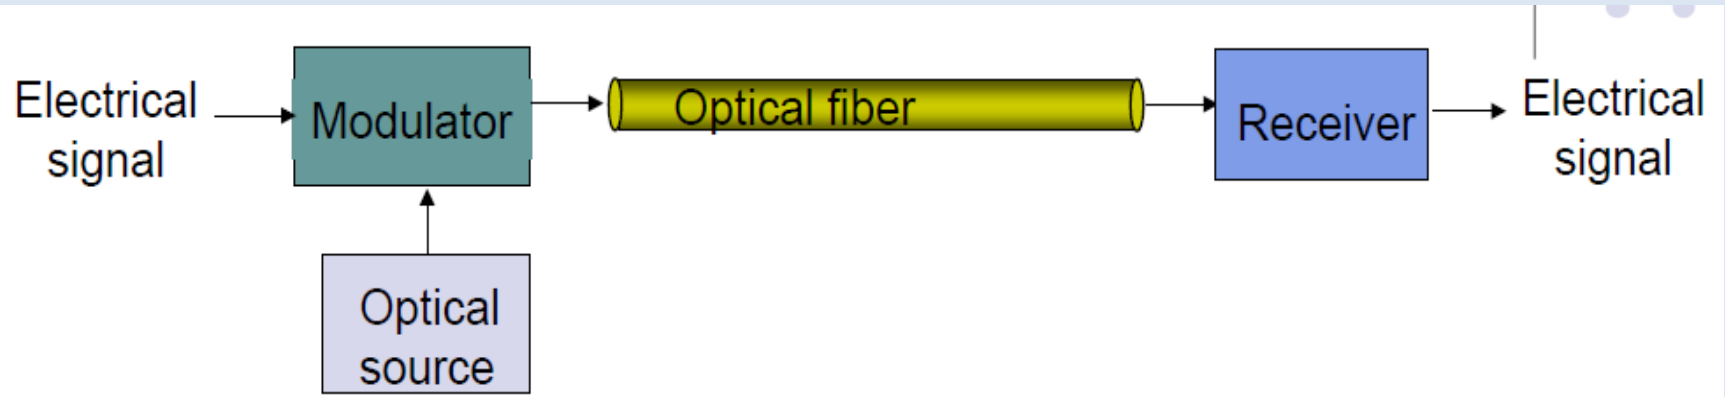 Electrical
signal
Modulator
Optical fiber
Receiver
Electrical
signal
Optical
source